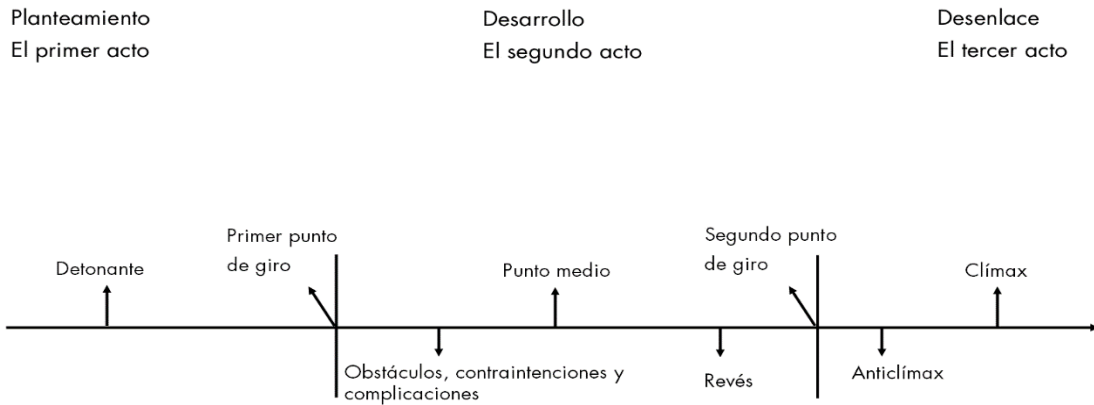 Planteamiento
El primer acto
Desarrollo
El segundo acto
Desenlace
El tercer acto
Detonante
Primer punto
de giro
Punto medio
Segundo punto
de giro
Clímax
Obstáculos, contraintenciones y
complicaciones
Revés
Anticlímax